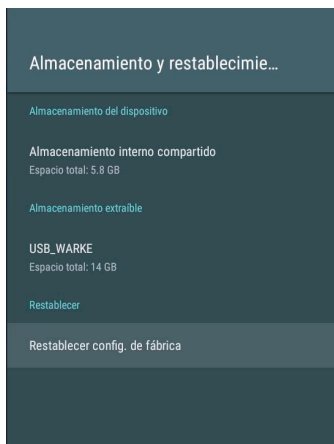 Almacenamiento y restablecimie...
Almacenamiento del dispositivo
Almacenamiento interno compartido
Espacio total: 5.8 GB
Almacenamiento extraíble
USB_WARKE
Espacio total: 14 GB
Restablecer
Restablecer config. de fábrica